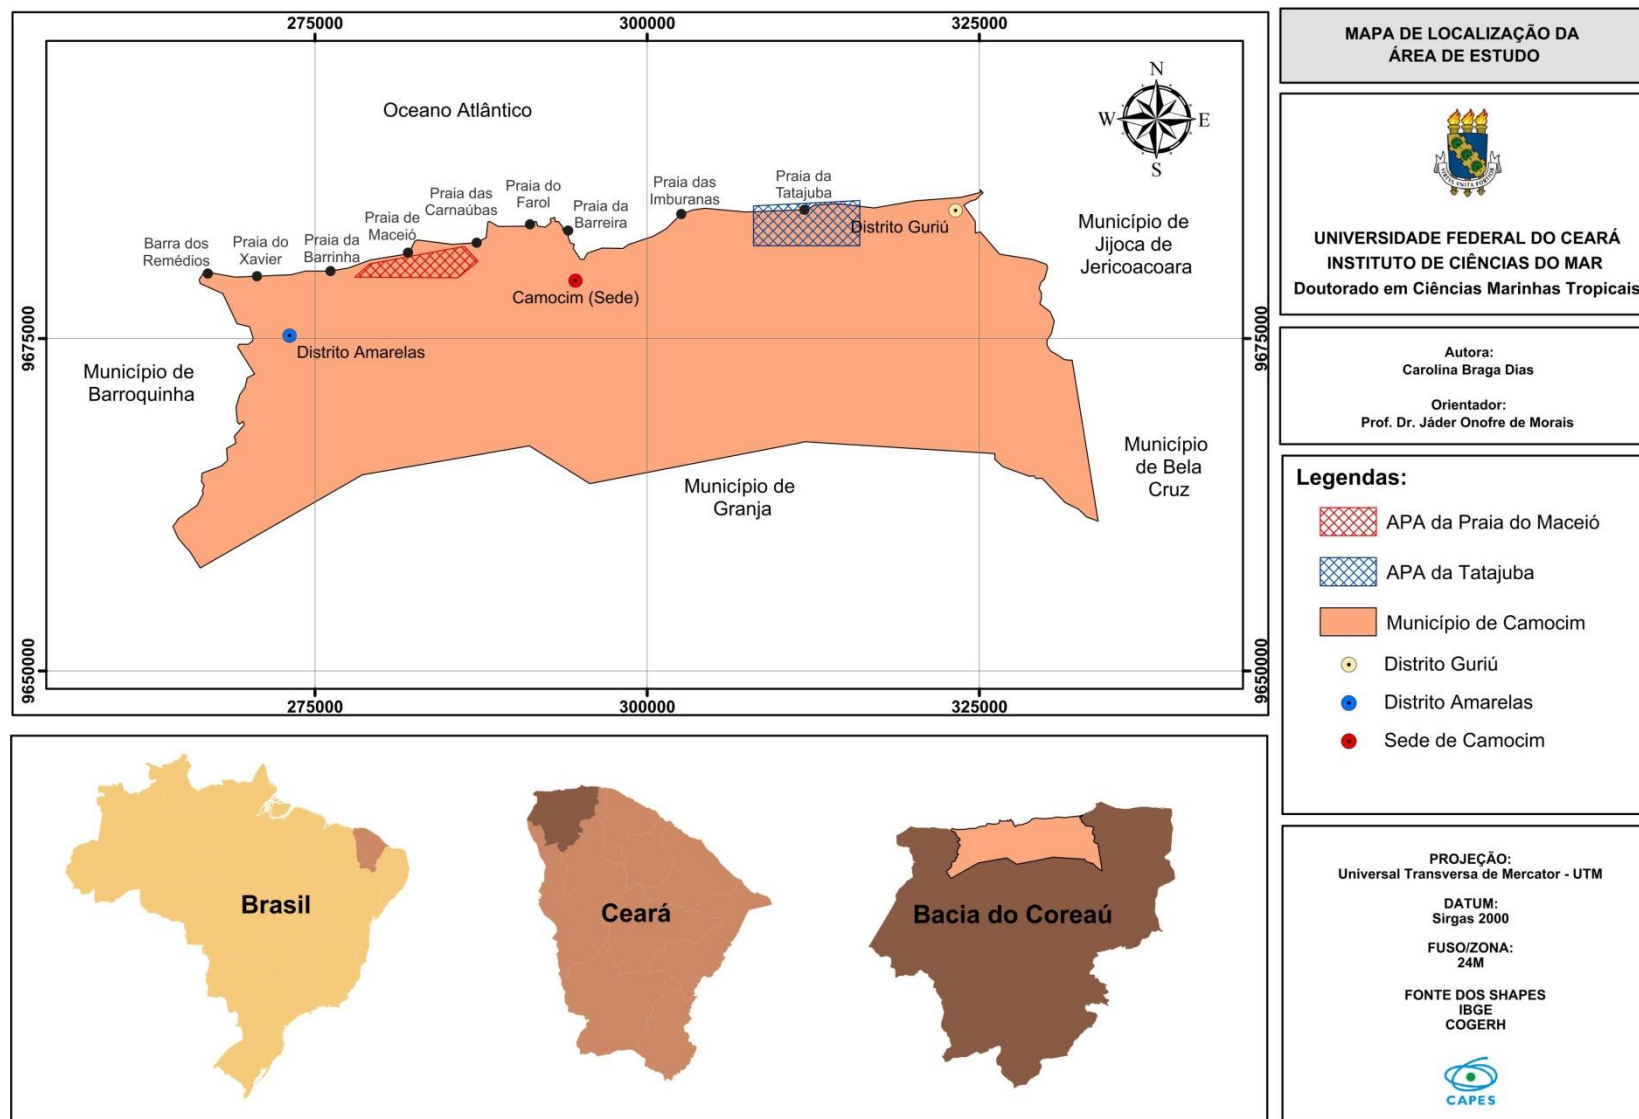 275000
300000
325000
Oceano Atlântico
N
W
E
S
Barra dos
Remédios
Praia do
Xavier
Praia da
Barrinha
Praia de
Maceió
Praia das
Carnaúbas
Praia do
Farol
Praia da
Barreira
Praia das
Imburanas
Praia da
Tatajuba
Distrito Guriú
Município de
Jijoca de
Jericoacoara
Camocim (Sede)
Distrito Amarelas
9675000
9675000
Município de
Barroquinha
Município de
Granja
Município
de Bela
Cruz
9650000
9650000
275000
300000
325000
Brasil
Ceará
Bacia do Coreaú
MAPA DE LOCALIZAÇÃO DA
ÁREA DE ESTUDO
VIRTUS UNITA FORTIOR
UNIVERSIDADE FEDERAL DO CEARÁ
INSTITUTO DE CIÊNCIAS DO MAR
Doutorado em Ciências Marinhas Tropicais
Autora:
Carolina Braga Dias
Orientador:
Prof. Dr. Jáder Onofre de Morais
Legendas:
APA da Praia do Maceió
APA da Tatajuba
Município de Camocim
Distrito Guriú
Distrito Amarelas
Sede de Camocim
PROJEÇÃO:
Universal Transversa de Mercator - UTM
DATUM:
Sirgas 2000
FUSO/ZONA:
24M
FONTE DOS SHAPES
IBGE
COGERH
CAPES